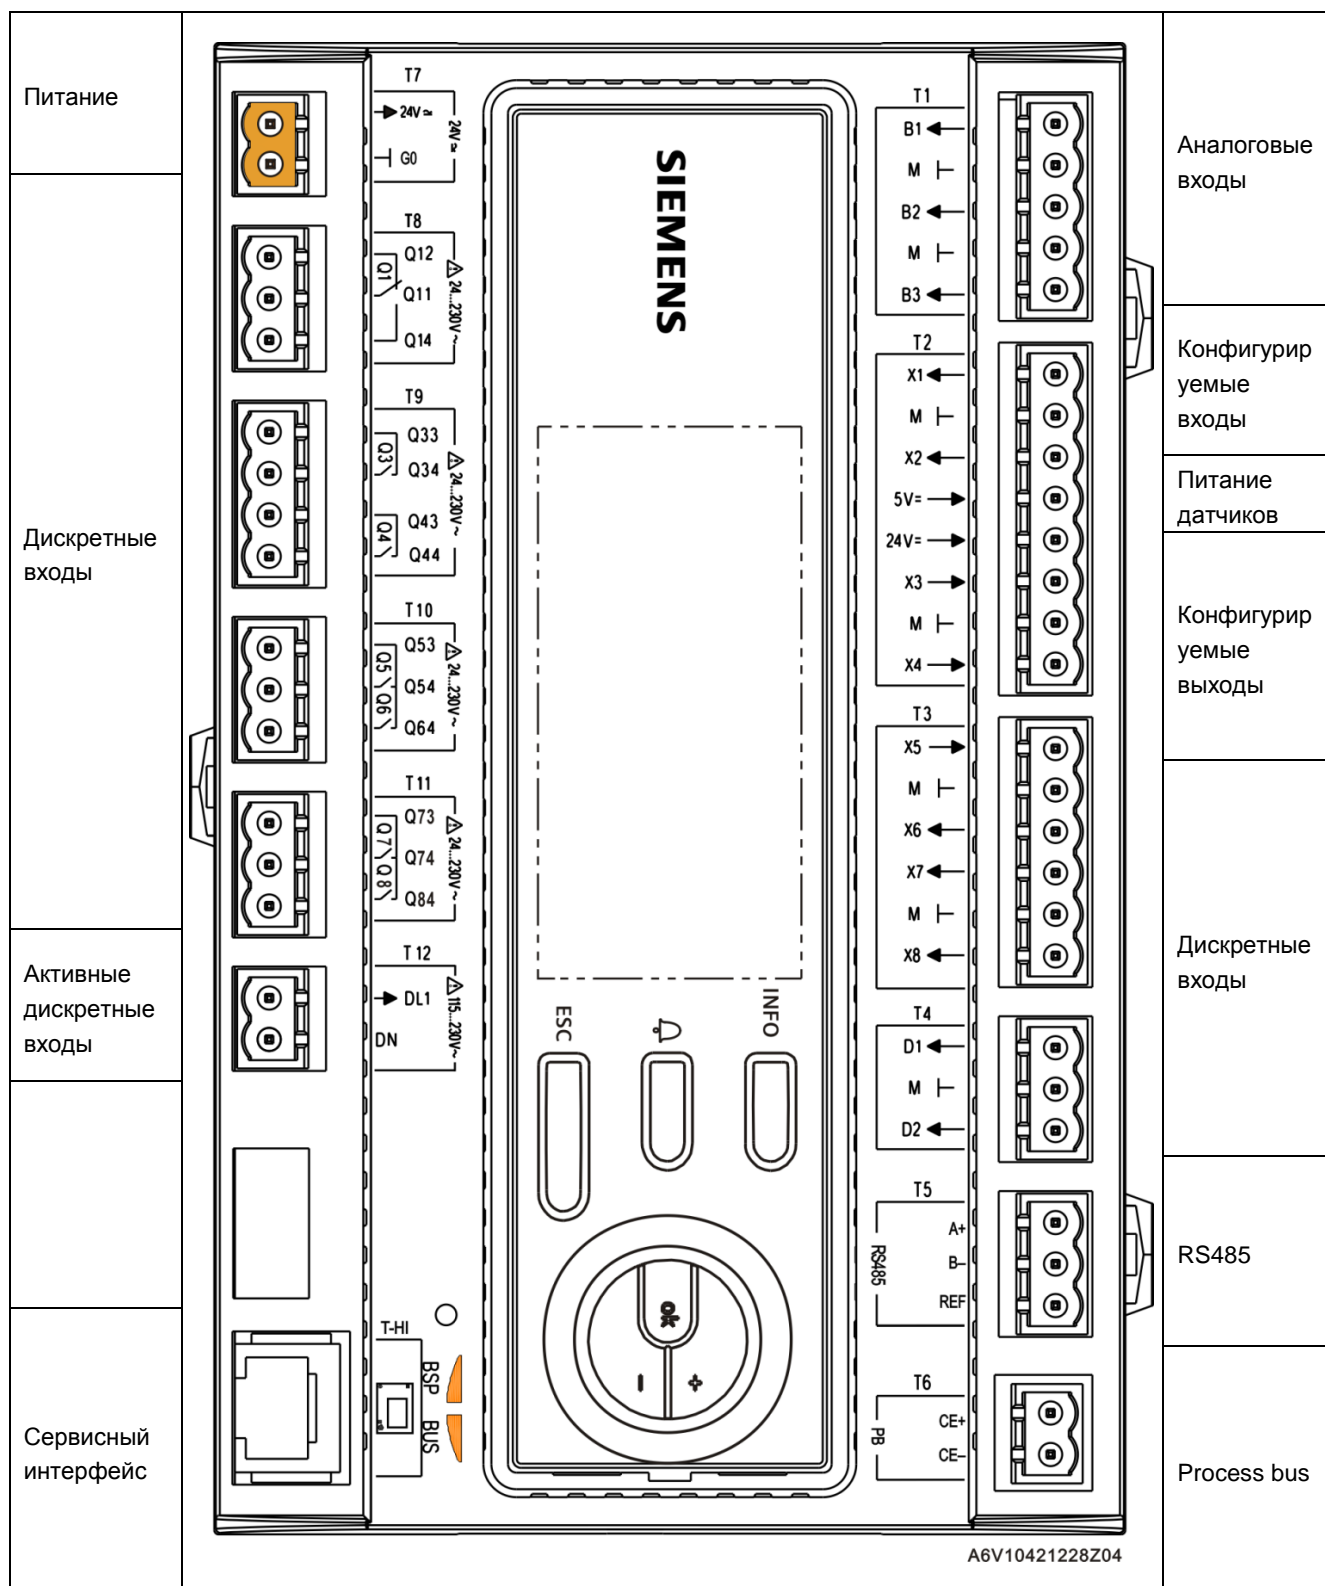 Питание
Дискретные
входы
Активные
дискретные
входы
Сервисный
интерфейс
T7
24V≃
G0
24V≃
T8
Q12
Q1
Q11
Q14
24...230V~
T9
Q33
Q3
Q34
Q43
Q4
Q44
24...230V~
T10
Q53
Q5
Q54
Q6
Q64
24...230V~
T11
Q73
Q7
Q74
Q8
Q84
24...230V~
T12
DL1
DN
115...230V~
T-HI
BSP
BUS
SIEMENS
ESC
INFO
ok
–
+
T1
B1
M
B2
M
B3
T2
X1
M
X2
5V=
24V=
X3
M
X4
T3
X5
M
X6
X7
M
X8
T4
D1
M
D2
T5
A+
B–
REF
RS485
T6
CE+
CE–
PB
Аналоговые
входы
Конфигурир
уемые
входы
Питание
датчиков
Конфигурир
уемые
выходы
Дискретные
входы
RS485
Process bus
A6V10421228Z04